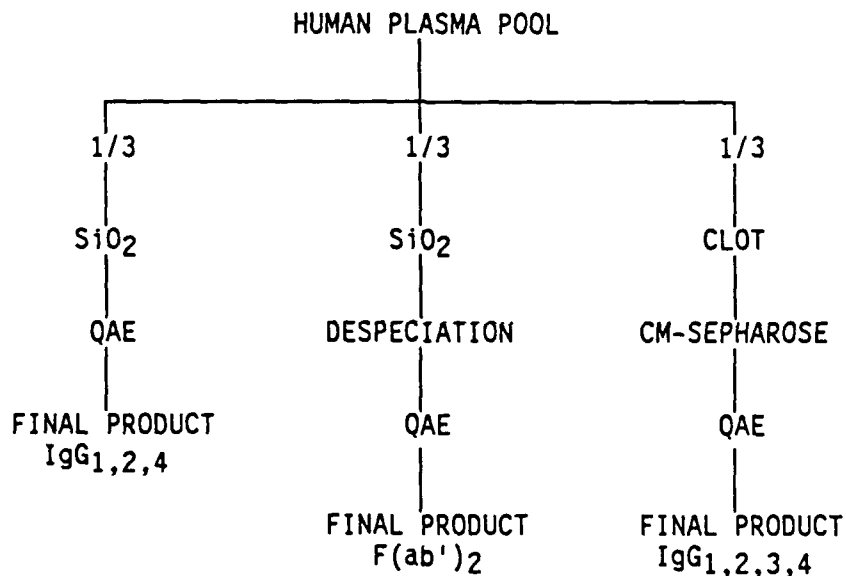 HUMAN PLASMA POOL
1/3 1/3 1/3
SiO2 SiO2 CLOT
QAE DESPECIATION CM-SEPHAROSE
FINAL PRODUCT QAE QAE
IgG1,2,4
FINAL PRODUCT FINAL PRODUCT
F(ab')2 IgG1,2,3,4